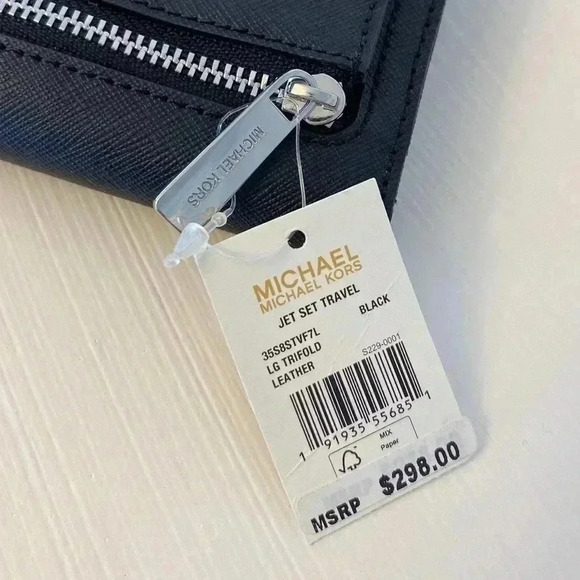 MICHAEL KORS
MICHAEL
MICHAEL KORS
JET SET TRAVEL
35S8STVF7L BLACK
LG TRIFOLD
LEATHER
S229-0001
1 91935 55685 1
MIX
Paper
MSRP $298.00